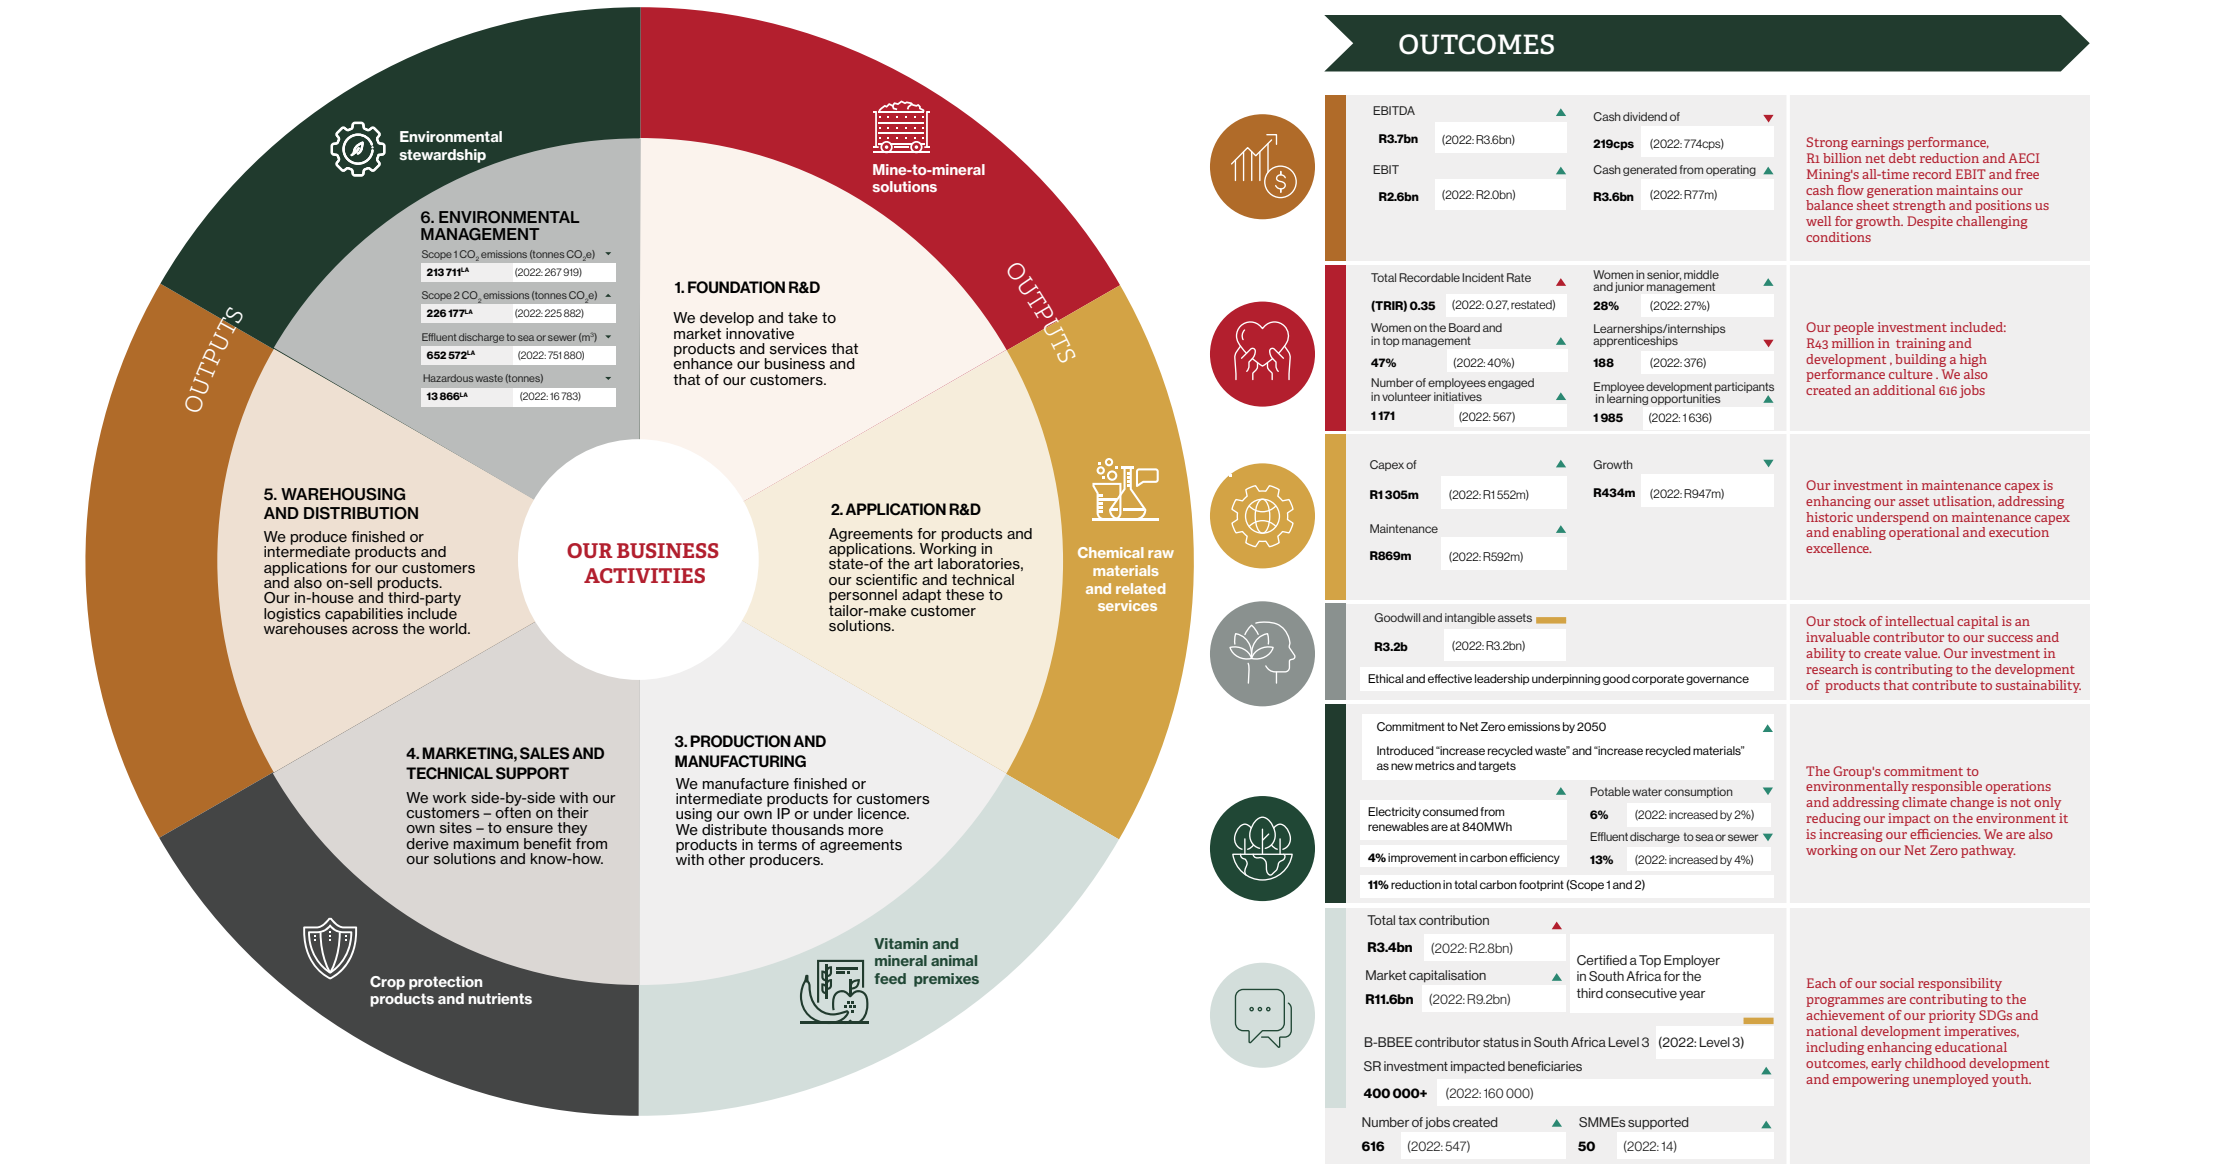 Environmental
stewardship
Mine-to-mineral
solutions
OUTPUTS
OUTPUTS
6. ENVIRONMENTAL
MANAGEMENT
Scope 1 CO2 emissions (tonnes CO2e)
213 711LA (2022: 267 919)
Scope 2 CO2 emissions (tonnes CO2e)
226 177LA (2022: 225 882)
Effluent discharge to sea or sewer (m3)
652 572LA (2022: 751 880)
Hazardous waste (tonnes)
13 866LA (2022: 16 783)
1. FOUNDATION R&D
We develop and take to
market innovative
products and services that
enhance our business and
that of our customers.
2. APPLICATION R&D
Agreements for products and
applications. Working in
state-of the art laboratories,
our scientific and technical
personnel adapt these to
tailor-make customer
solutions.
Chemical raw
materials
and related
services
3. PRODUCTION AND
MANUFACTURING
We manufacture finished or
intermediate products for customers
using our own IP or under licence.
We distribute thousands more
products in terms of agreements
with other producers.
Vitamin and
mineral animal
feed premixes
4. MARKETING, SALES AND
TECHNICAL SUPPORT
We work side-by-side with our
customers – often on their
own sites – to ensure they
derive maximum benefit from
our solutions and know-how.
Crop protection
products and nutrients
5. WAREHOUSING
AND DISTRIBUTION
We produce finished or
intermediate products and
applications for our customers
and also on-sell products.
Our in-house and third-party
logistics capabilities include
warehouses across the world.
OUR BUSINESS
ACTIVITIES
OUTCOMES
EBITDA
R3.7bn (2022: R3.6bn)
Cash dividend of
219cps (2022: 774cps)
EBIT
R2.6bn (2022: R2.0bn)
Cash generated from operating
R3.6bn (2022: R77m)
Strong earnings performance,
R1 billion net debt reduction and AECI
Mining's all-time record EBIT and free
cash flow generation maintains our
balance sheet strength and positions us
well for growth. Despite challenging
conditions
Total Recordable Incident Rate
(TRIR) 0.35 (2022: 0.27, restated)
Women in senior, middle
and junior management
28% (2022: 27%)
Women on the Board and
in top management
47% (2022: 40%)
Learnerships/internships
apprenticeships
188 (2022: 376)
Number of employees engaged
in volunteer initiatives
1 171 (2022: 567)
Employee development participants
in learning opportunities
1 985 (2022: 1 636)
Our people investment included:
R43 million in training and
development , building a high
performance culture . We also
created an additional 616 jobs
Capex of
R1 305m (2022: R1 552m)
Growth
R434m (2022: R947m)
Maintenance
R869m (2022: R592m)
Our investment in maintenance capex is
enhancing our asset utlisation, addressing
historic underspend on maintenance capex
and enabling operational and execution
excellence.
Goodwill and intangible assets
R3.2b (2022: R3.2bn)
Ethical and effective leadership underpinning good corporate governance
Our stock of intellectual capital is an
invaluable contributor to our success and
ability to create value. Our investment in
research is contributing to the development
of products that contribute to sustainability.
Commitment to Net Zero emissions by 2050
Introduced “increase recycled waste” and “increase recycled materials”
as new metrics and targets
Electricity consumed from
renewables are at 840MWh
4% improvement in carbon efficiency
Potable water consumption
6% (2022: increased by 2%)
Effluent discharge to sea or sewer
13% (2022: increased by 4%)
11% reduction in total carbon footprint (Scope 1 and 2)
The Group's commitment to
environmentally responsible operations
and addressing climate change is not only
reducing our impact on the environment it
is increasing our efficiencies. We are also
working on our Net Zero pathway.
Total tax contribution
R3.4bn (2022: R2.8bn)
Market capitalisation
R11.6bn (2022: R9.2bn)
Certified a Top Employer
in South Africa for the
third consecutive year
B-BBEE contributor status in South Africa Level 3 (2022: Level 3)
SR investment impacted beneficiaries
400 000+ (2022: 160 000)
Number of jobs created
616 (2022: 547)
SMMEs supported
50 (2022: 14)
Each of our social responsibility
programmes are contributing to the
achievement of our priority SDGs and
national development imperatives,
including enhancing educational
outcomes, early childhood development
and empowering unemployed youth.